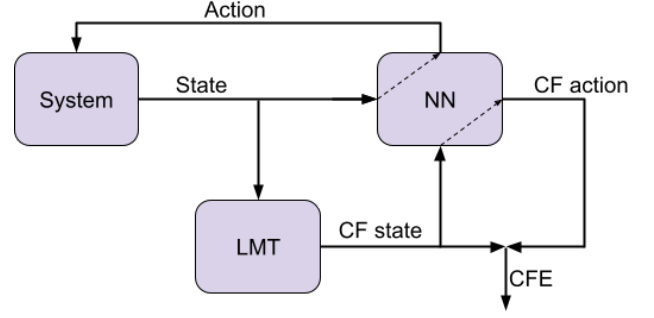 Action
System
State
NN
CF action
LMT
CF state
CFE